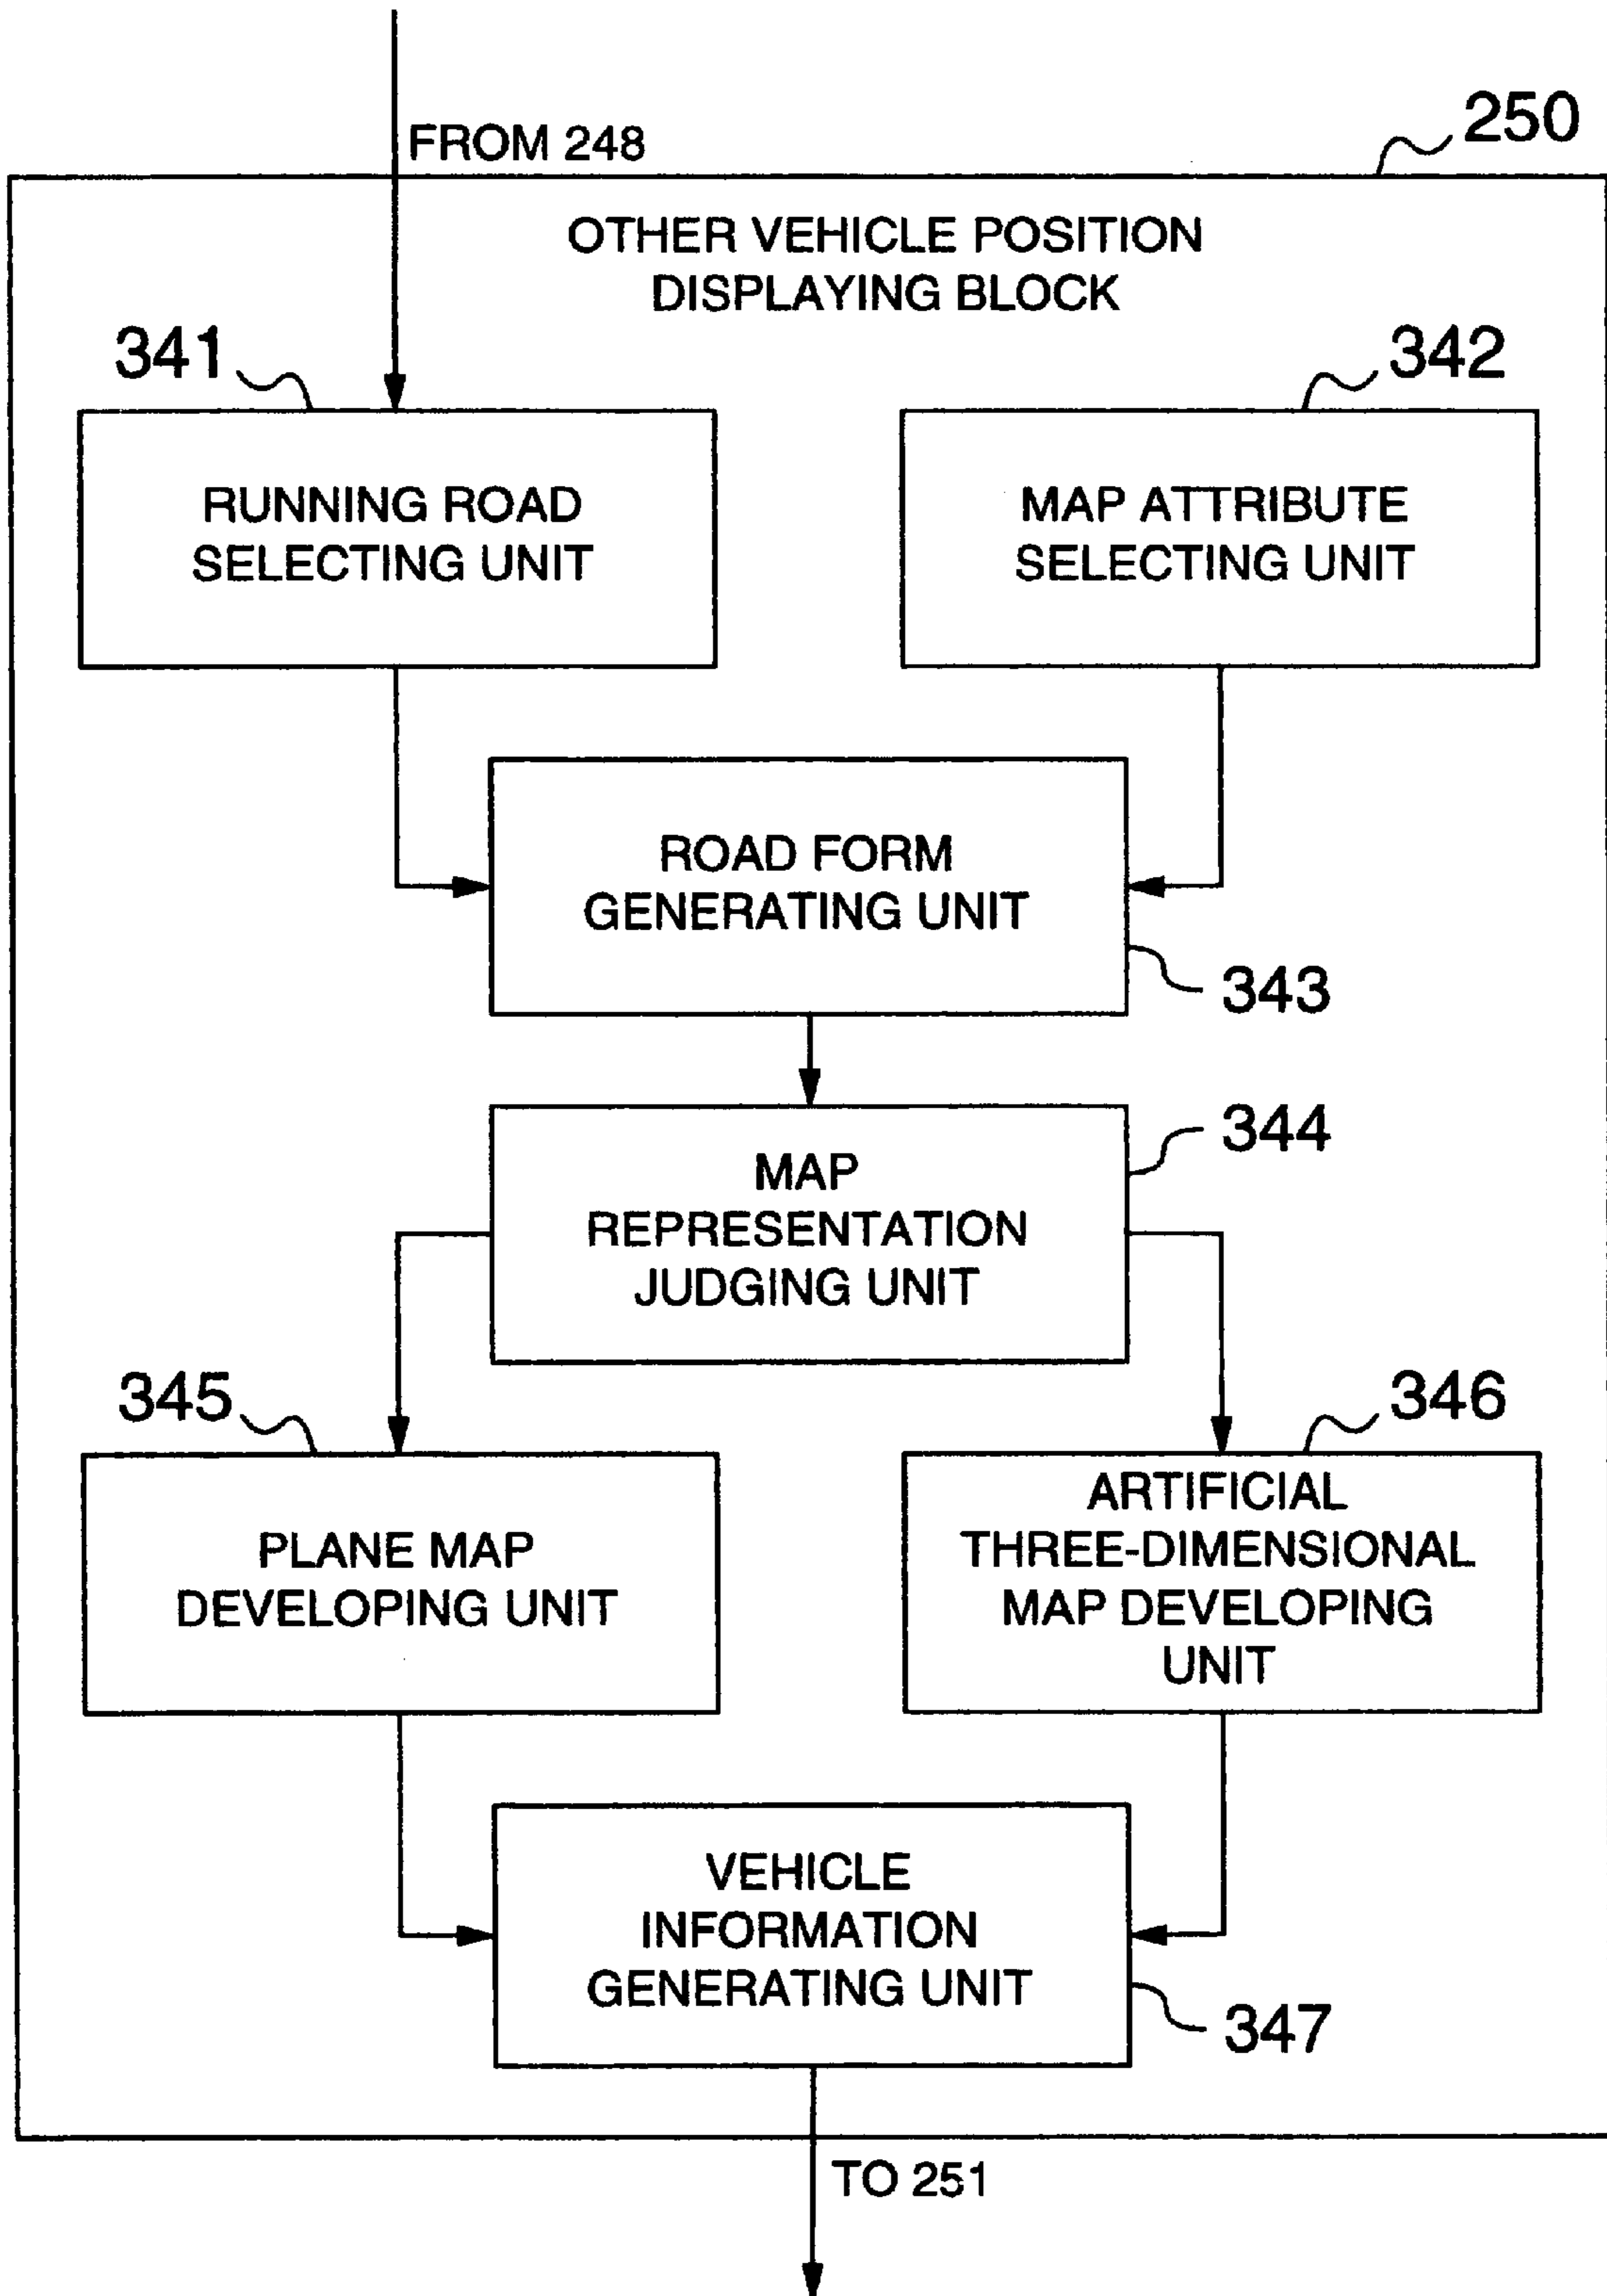 FROM 248
250
OTHER VEHICLE POSITION
DISPLAYING BLOCK
341
342
RUNNING ROAD
SELECTING UNIT
MAP ATTRIBUTE
SELECTING UNIT
ROAD FORM
GENERATING UNIT
343
344
MAP
REPRESENTATION
JUDGING UNIT
345
346
PLANE MAP
DEVELOPING UNIT
ARTIFICIAL
THREE-DIMENSIONAL
MAP DEVELOPING
UNIT
VEHICLE
INFORMATION
GENERATING UNIT
347
TO 251